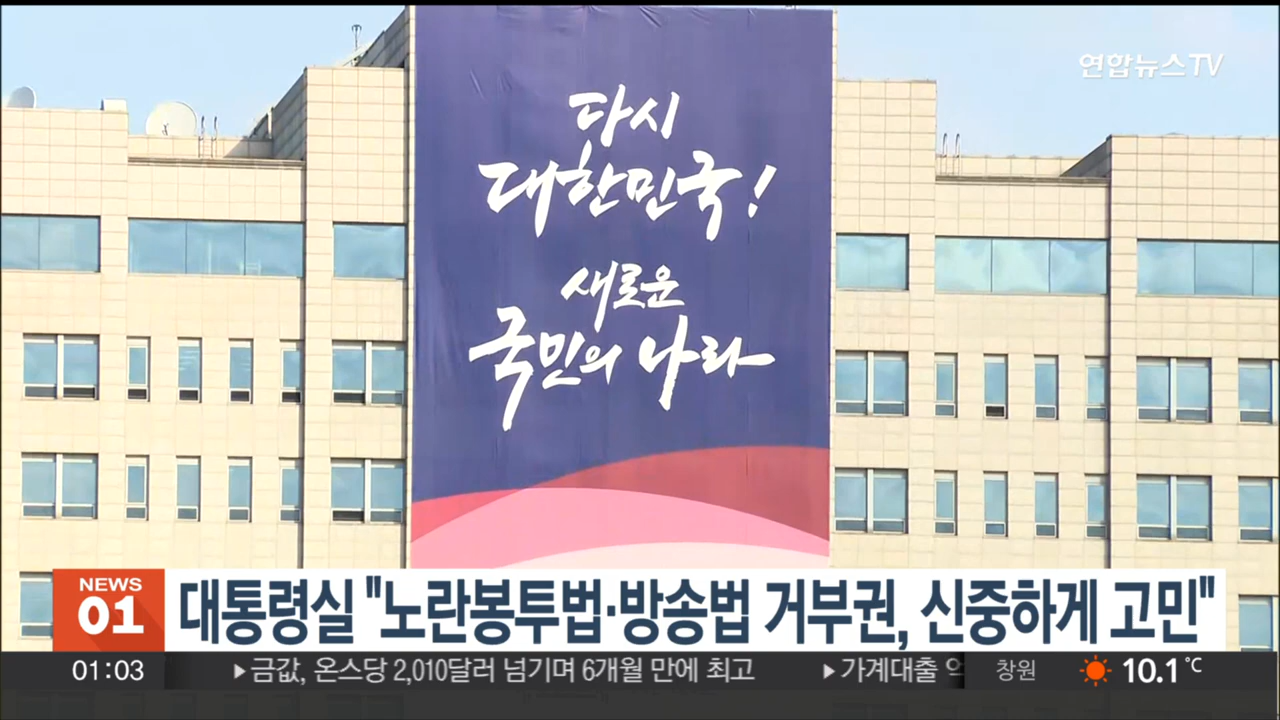 연합뉴스TV
다시
대한민국!
새로운
국민의 나라
NEWS
01
대통령실 "노란봉투법·방송법 거부권, 신중하게 고민"
01:03
▶금값, 온스당 2,010달러 넘기며 6개월 만에 최고
▶가계대출
창원
10.1℃